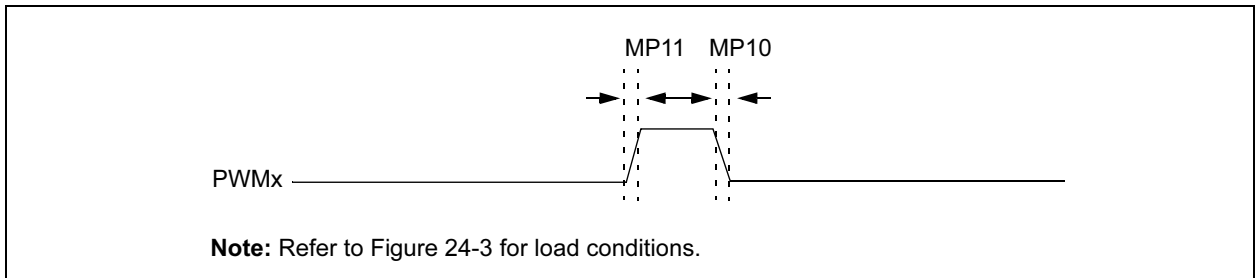 MP11 MP10
PWMx
Note: Refer to Figure 24-3 for load conditions.